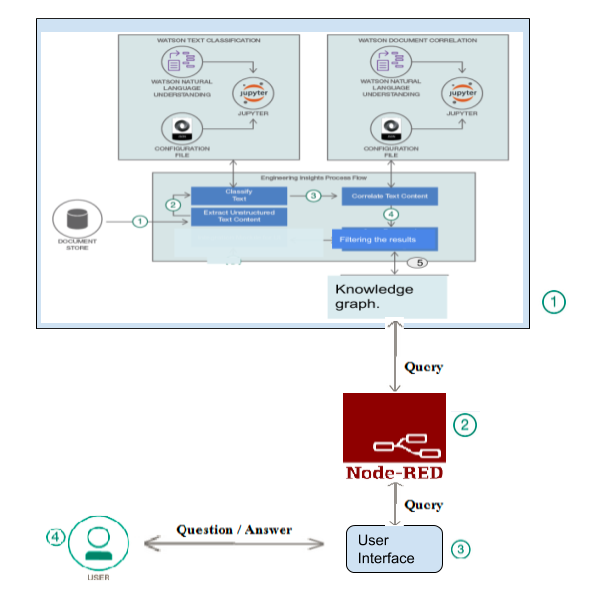 WATSON TEXT CLASSIFICATION
WATSON DOCUMENT CORRELATION
WATSON NATURAL
LANGUAGE
UNDERSTANDING
jupyter
JUPYTER
CONFIGURATION
FILE
WATSON NATURAL
LANGUAGE
UNDERSTANDING
jupyter
JUPYTER
CONFIGURATION
FILE
Engineering Insights Process Flow
Classify
Text
3
Correlate Text Content
2
Extract Unstructured
Text Content
4
1
DOCUMENT
STORE
Filtering the results
5
Knowledge
graph.
1
Query
2
Node-RED
Query
Question / Answer
4
USER
User
Interface
3